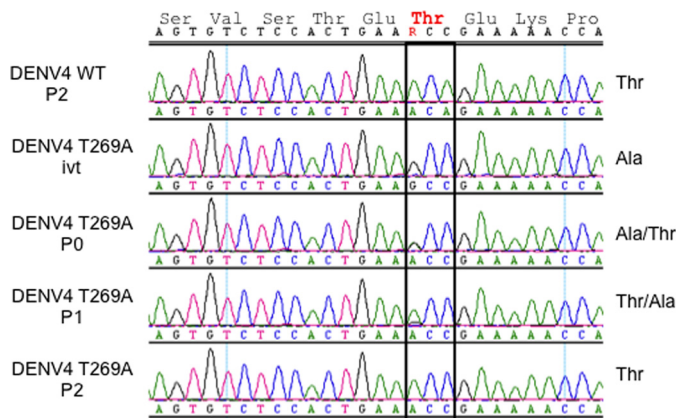 Ser Val Ser Thr Glu Thr Glu Lys Pro
A G T G T C T C C A C T G A A R C C G A A A A A C C A
DENV4 WT
P2
Thr
A G T G T C T C C A C T G A A A C A G A A A A A C C A
DENV4 T269A
ivt
Ala
A G T G T C T C C A C T G A A G C C G A A A A A C C A
DENV4 T269A
P0
Ala/Thr
A G T G T C T C C A C T G A A A C C G A A A A A C C A
DENV4 T269A
P1
Thr/Ala
A G T G T C T C C A C T G A A A C C G A A A A A C C A
DENV4 T269A
P2
Thr
A G T G T C T C C A C T G A A A C C G A A A A A C C A